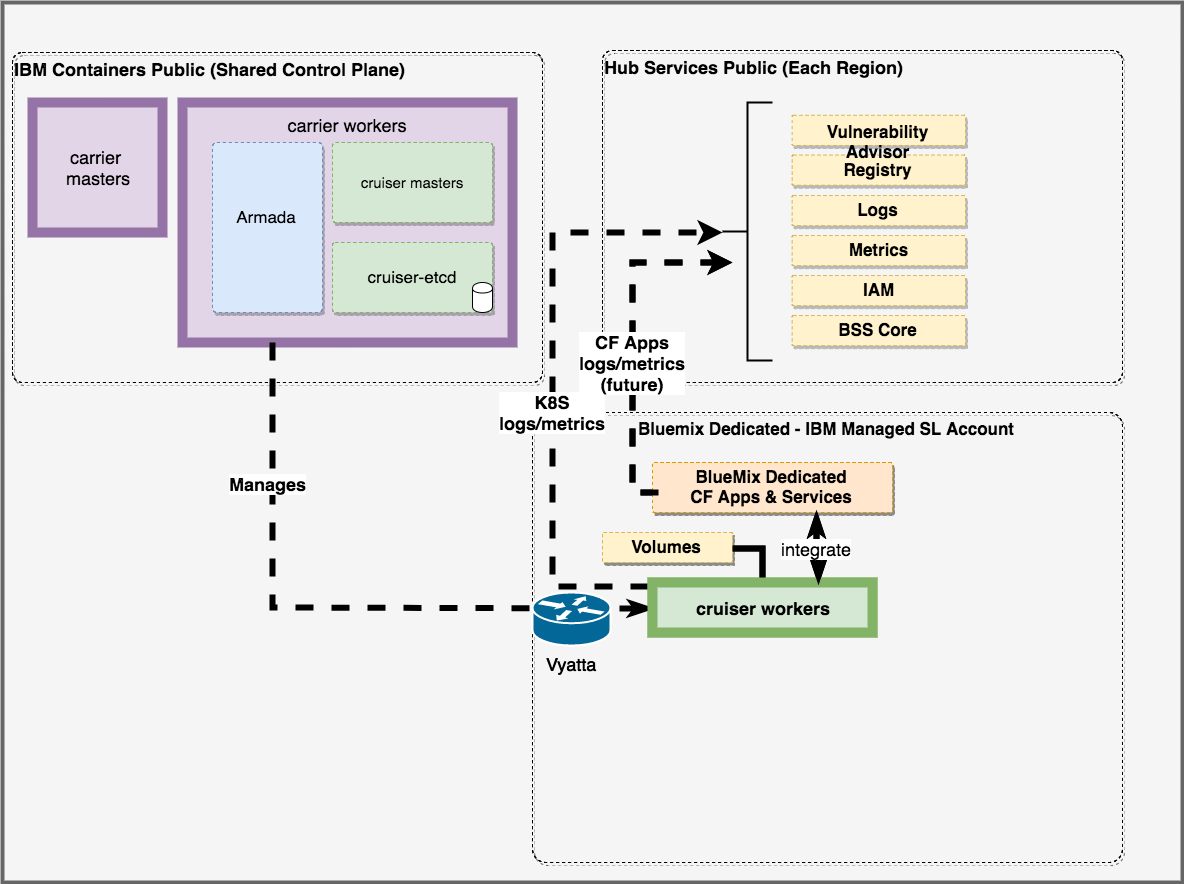 IBM Containers Public (Shared Control Plane)
carrier
masters
carrier workers
Armada
cruiser masters
cruiser-etcd
Hub Services Public (Each Region)
Vulnerability
Advisor
Registry
Logs
Metrics
IAM
BSS Core
CF Apps
logs/metrics
(future)
K8S
logs/metrics
Manages
Bluemix Dedicated - IBM Managed SL Account
BlueMix Dedicated
CF Apps & Services
Volumes
integrate
cruiser workers
Vyatta